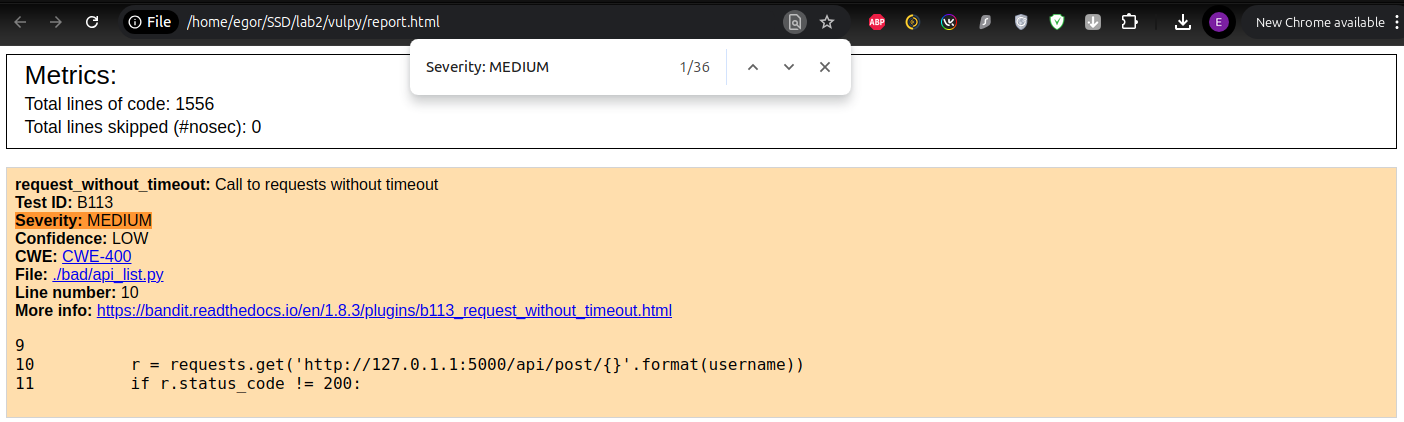 File /home/egor/SSD/lab2/vulpy/report.html ABP E New Chrome available
Severity: MEDIUM 1/36
Metrics:
Total lines of code: 1556
Total lines skipped (#nosec): 0
request_without_timeout: Call to requests without timeout
Test ID: B113
Severity: MEDIUM
Confidence: LOW
CWE: CWE-400
File: ./bad/api_list.py
Line number: 10
More info: https://bandit.readthedocs.io/en/1.8.3/plugins/b113_request_without_timeout.html
9
10 r = requests.get('http://127.0.1.1:5000/api/post/{}'.format(username))
11 if r.status_code != 200: